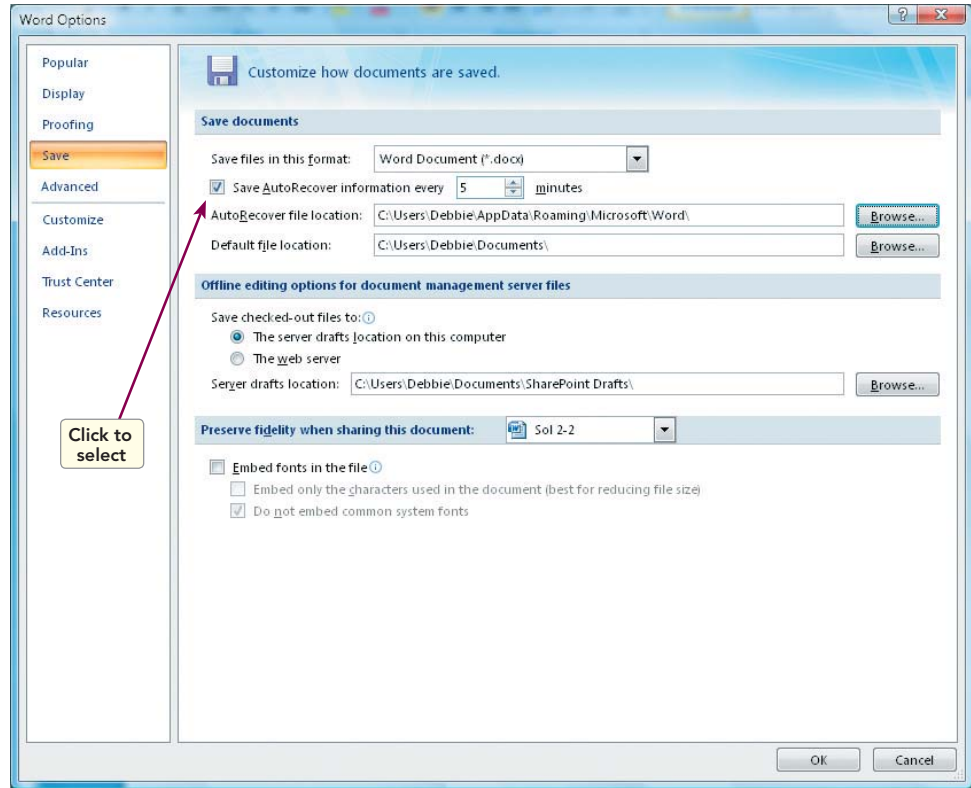 Word Options
Popular
Display
Proofing
Save
Advanced
Customize
Add-Ins
Trust Center
Resources
Customize how documents are saved.
Save documents
Save files in this format: Word Document (*.docx)
Save AutoRecover information every 5 minutes
AutoRecover file location: C:\Users\Debbie\AppData\Roaming\Microsoft\Word\ Browse...
Default file location: C:\Users\Debbie\Documents\ Browse...
Offline editing options for document management server files
Save checked-out files to:
The server drafts location on this computer
The web server
Server drafts location: C:\Users\Debbie\Documents\SharePoint Drafts\ Browse...
Preserve fidelity when sharing this document: Sol 2-2
Embed fonts in the file
Embed only the characters used in the document (best for reducing file size)
Do not embed common system fonts
Click to
select
OK Cancel